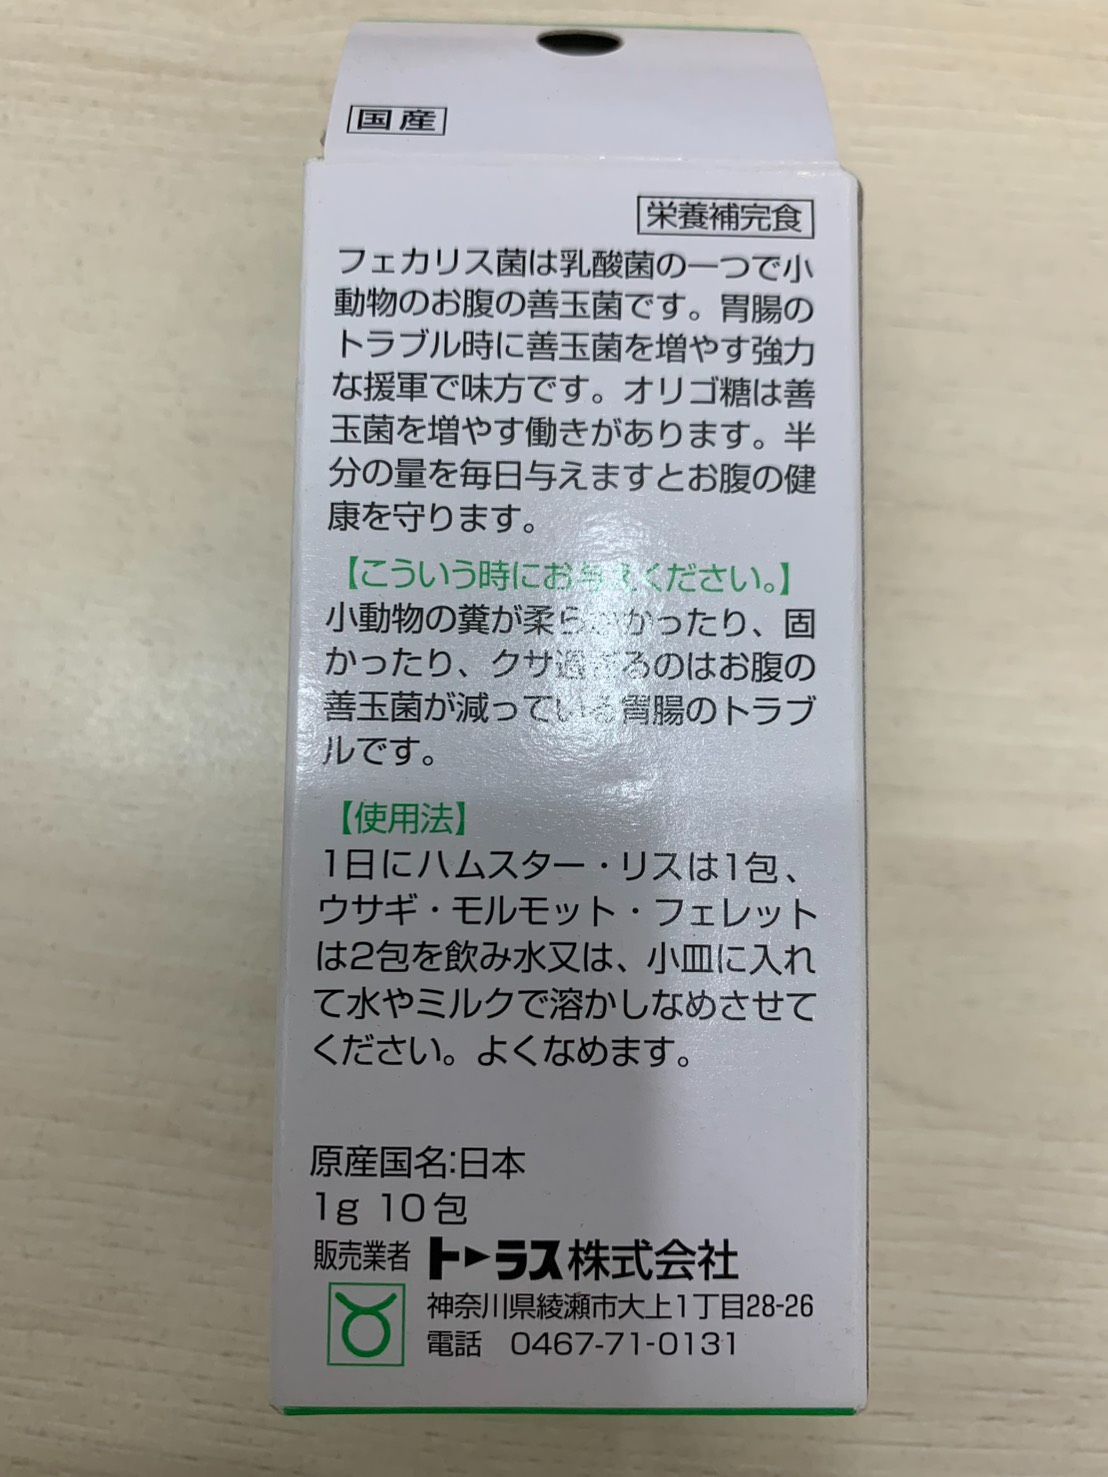 国産
栄養補完食
フェカリス菌は乳酸菌の一つで小
動物のお腹の善玉菌です。胃腸の
トラブル時に善玉菌を増やす強力
な援軍で味方です。オリゴ糖は善
玉菌を増やす働きがあります。半
分の量を毎日与えますとお腹の健
康を守ります。
【こういう時にお与えください。】
小動物の糞が柔らかかったり、固
かったり、クサ過ぎるのはお腹の
善玉菌が減っている胃腸のトラブ
ルです。
【使用法】
1日にハムスター・リスは1包、
ウサギ・モルモット・フェレット
は2包を飲み水又は、小皿に入れ
て水やミルクで溶かしなめさせて
ください。よくなめます。
原産国名:日本
1g 10包
販売業者 トーラス株式会社
神奈川県綾瀬市大上1丁目28-26
電話 0467-71-0131